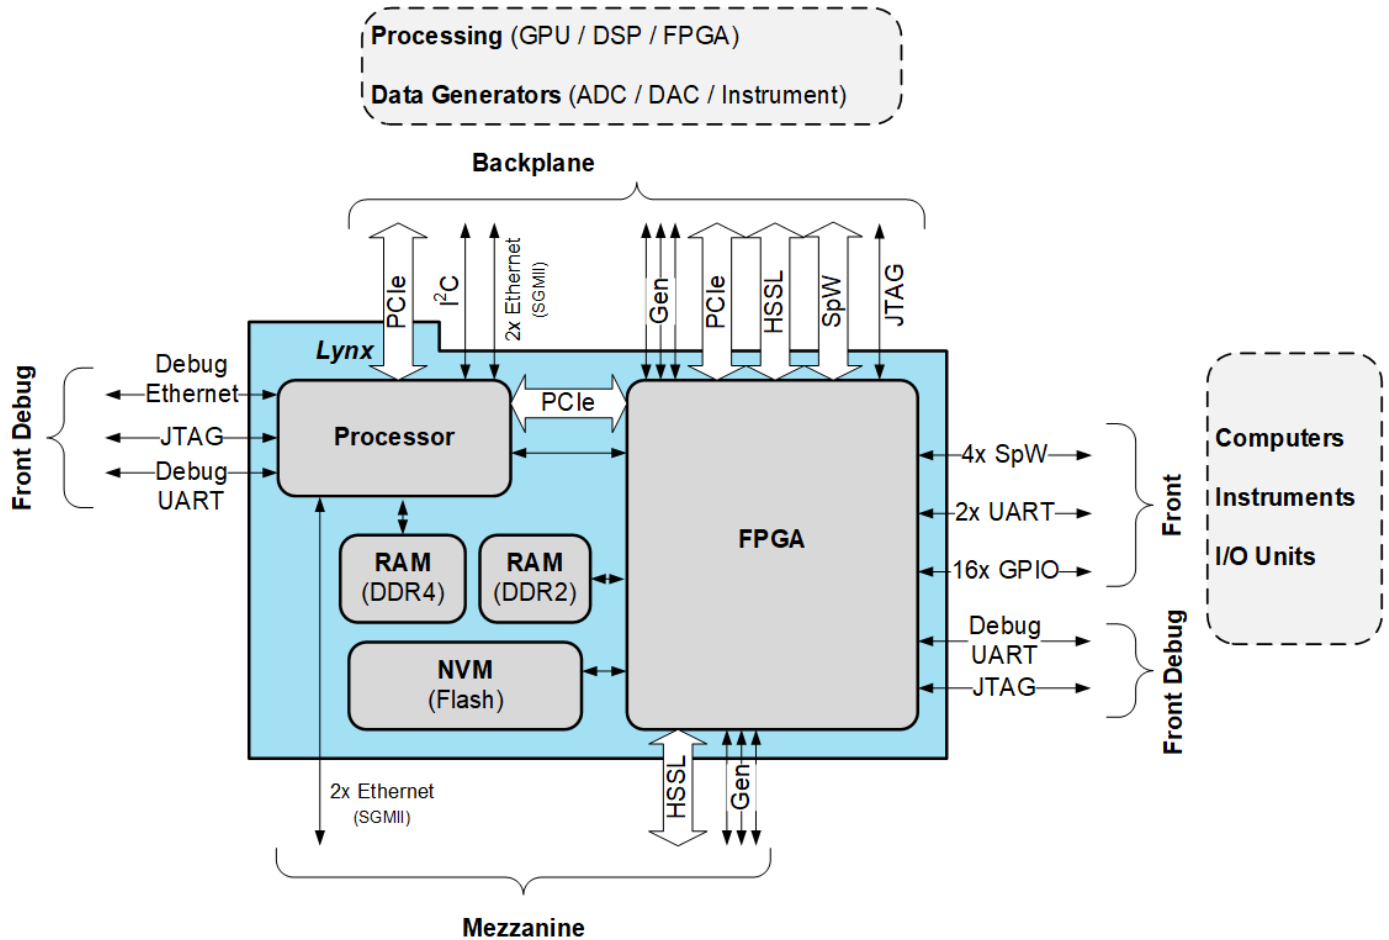 Processing (GPU / DSP / FPGA)
Data Generators (ADC / DAC / Instrument)
Backplane
PCIe
I²C
2x Ethernet
(SGMII)
Gen
PCIe
HSSL
SpW
JTAG
Lynx
Front Debug
Debug
Ethernet
JTAG
Debug
UART
Processor
PCIe
RAM
(DDR4)
RAM
(DDR2)
NVM
(Flash)
FPGA
4x SpW
2x UART
16x GPIO
Front
Debug
UART
JTAG
Front Debug
Computers
Instruments
I/O Units
2x Ethernet
(SGMII)
HSSL
Gen
Mezzanine